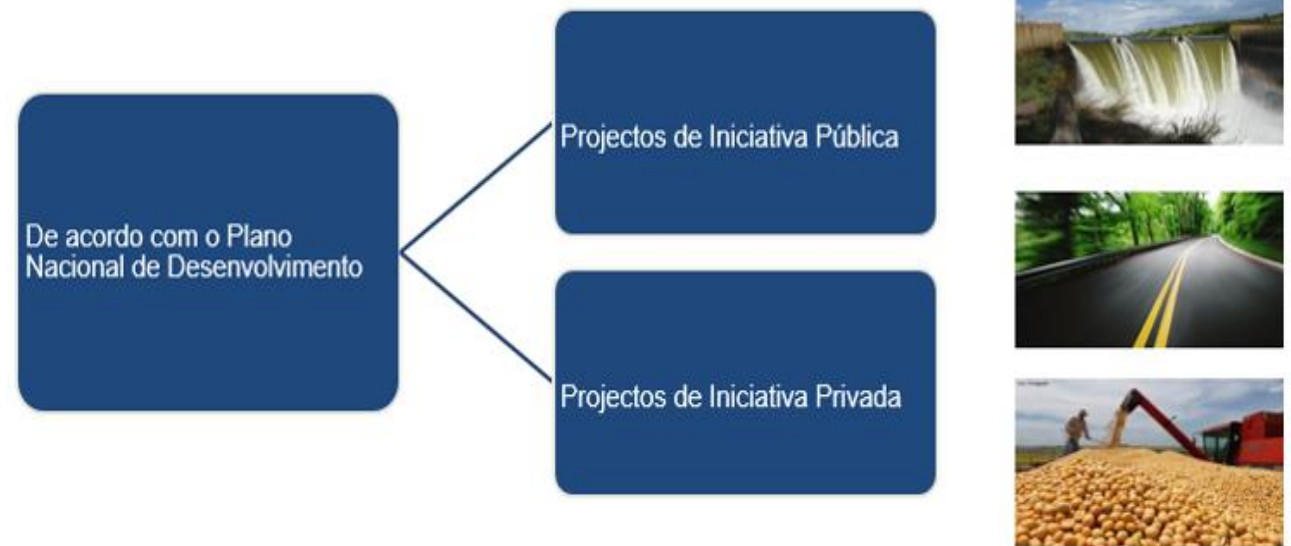 De acordo com o Plano
Nacional de Desenvolvimento
Projectos de Iniciativa Pública
Projectos de Iniciativa Privada